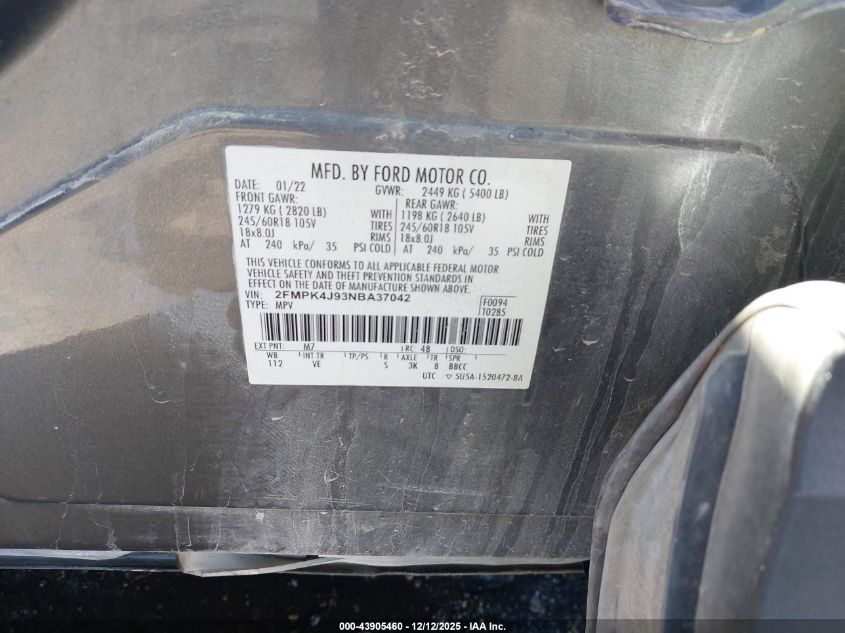 MFD. BY FORD MOTOR CO.
DATE: 01/22 GVWR: 2449 KG ( 5400 LB)
FRONT GAWR: REAR GAWR:
1279 KG ( 2820 LB) WITH 1198 KG ( 2640 LB) WITH
245/60R18 105V TIRES 245/60R18 105V TIRES
18x8.0J RIMS 18x8.0J RIMS
AT 240 kPa/ 35 PSI COLD AT 240 kPa/ 35 PSI COLD
THIS VEHICLE CONFORMS TO ALL APPLICABLE FEDERAL MOTOR
VEHICLE SAFETY AND THEFT PREVENTION STANDARDS IN
EFFECT ON THE DATE OF MANUFACTURE SHOWN ABOVE.
VIN: 2FMPK4J93NBA37042 F0094
TYPE: MPV T0285
EXT PNT: M7 RC: 48 DSO:
WB INT TR TP/PS R AXLE TR SPR
112 VE S 3K 8 BBCC
UTC ▽ 5U5A-1520472-BA
000-43905460 - 12/12/2025 - IAA Inc.